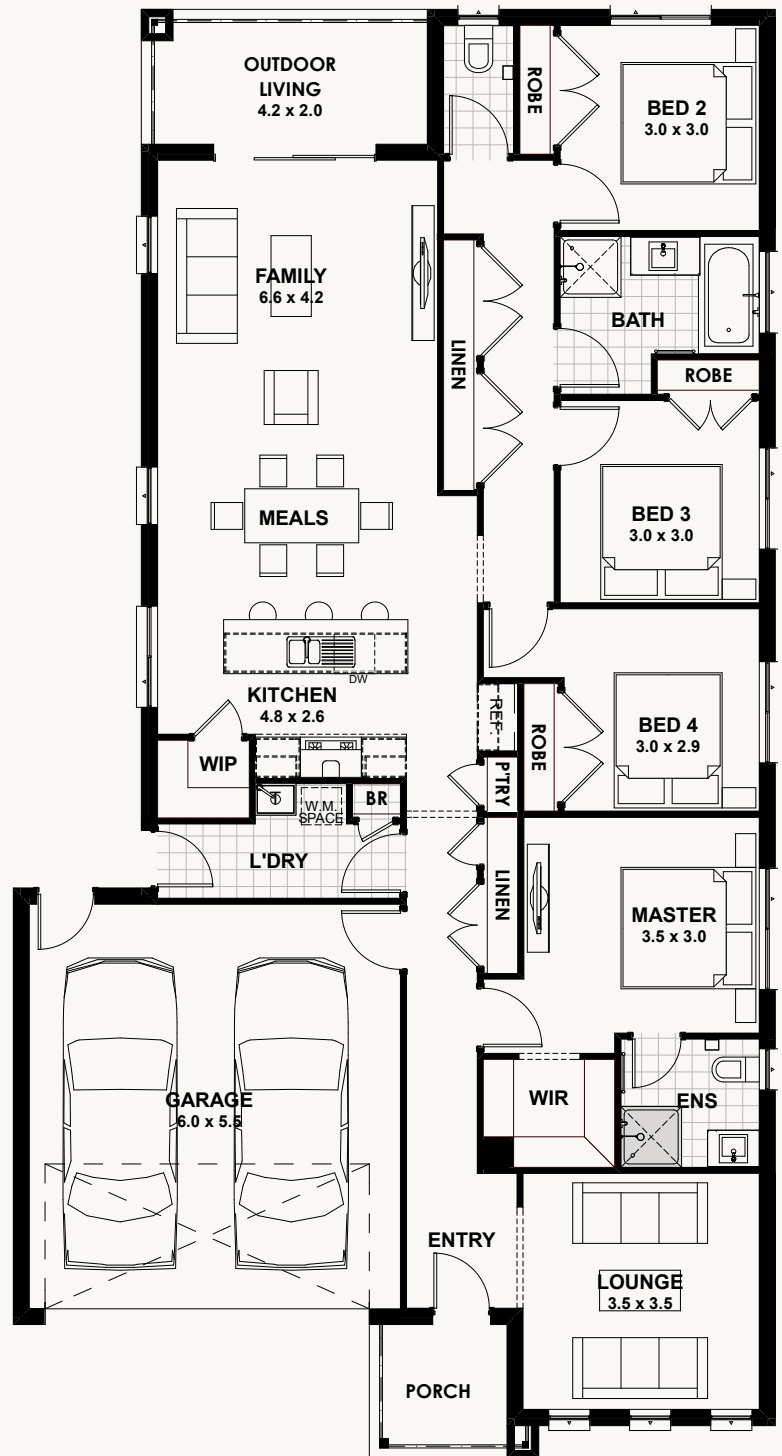 OUTDOOR
LIVING
4.2 x 2.0
ROBE
BED 2
3.0 x 3.0
FAMILY
6.6 x 4.2
BATH
LINEN
ROBE
MEALS
BED 3
3.0 x 3.0
DW
KITCHEN
4.8 x 2.6
REF.
ROBE
BED 4
3.0 x 2.9
WIP
P'TRY
BR
W.M.
SPACE
L'DRY
LINEN
MASTER
3.5 x 3.0
GARAGE
6.0 x 5.5
WIR
ENS
ENTRY
LOUNGE
3.5 x 3.5
PORCH